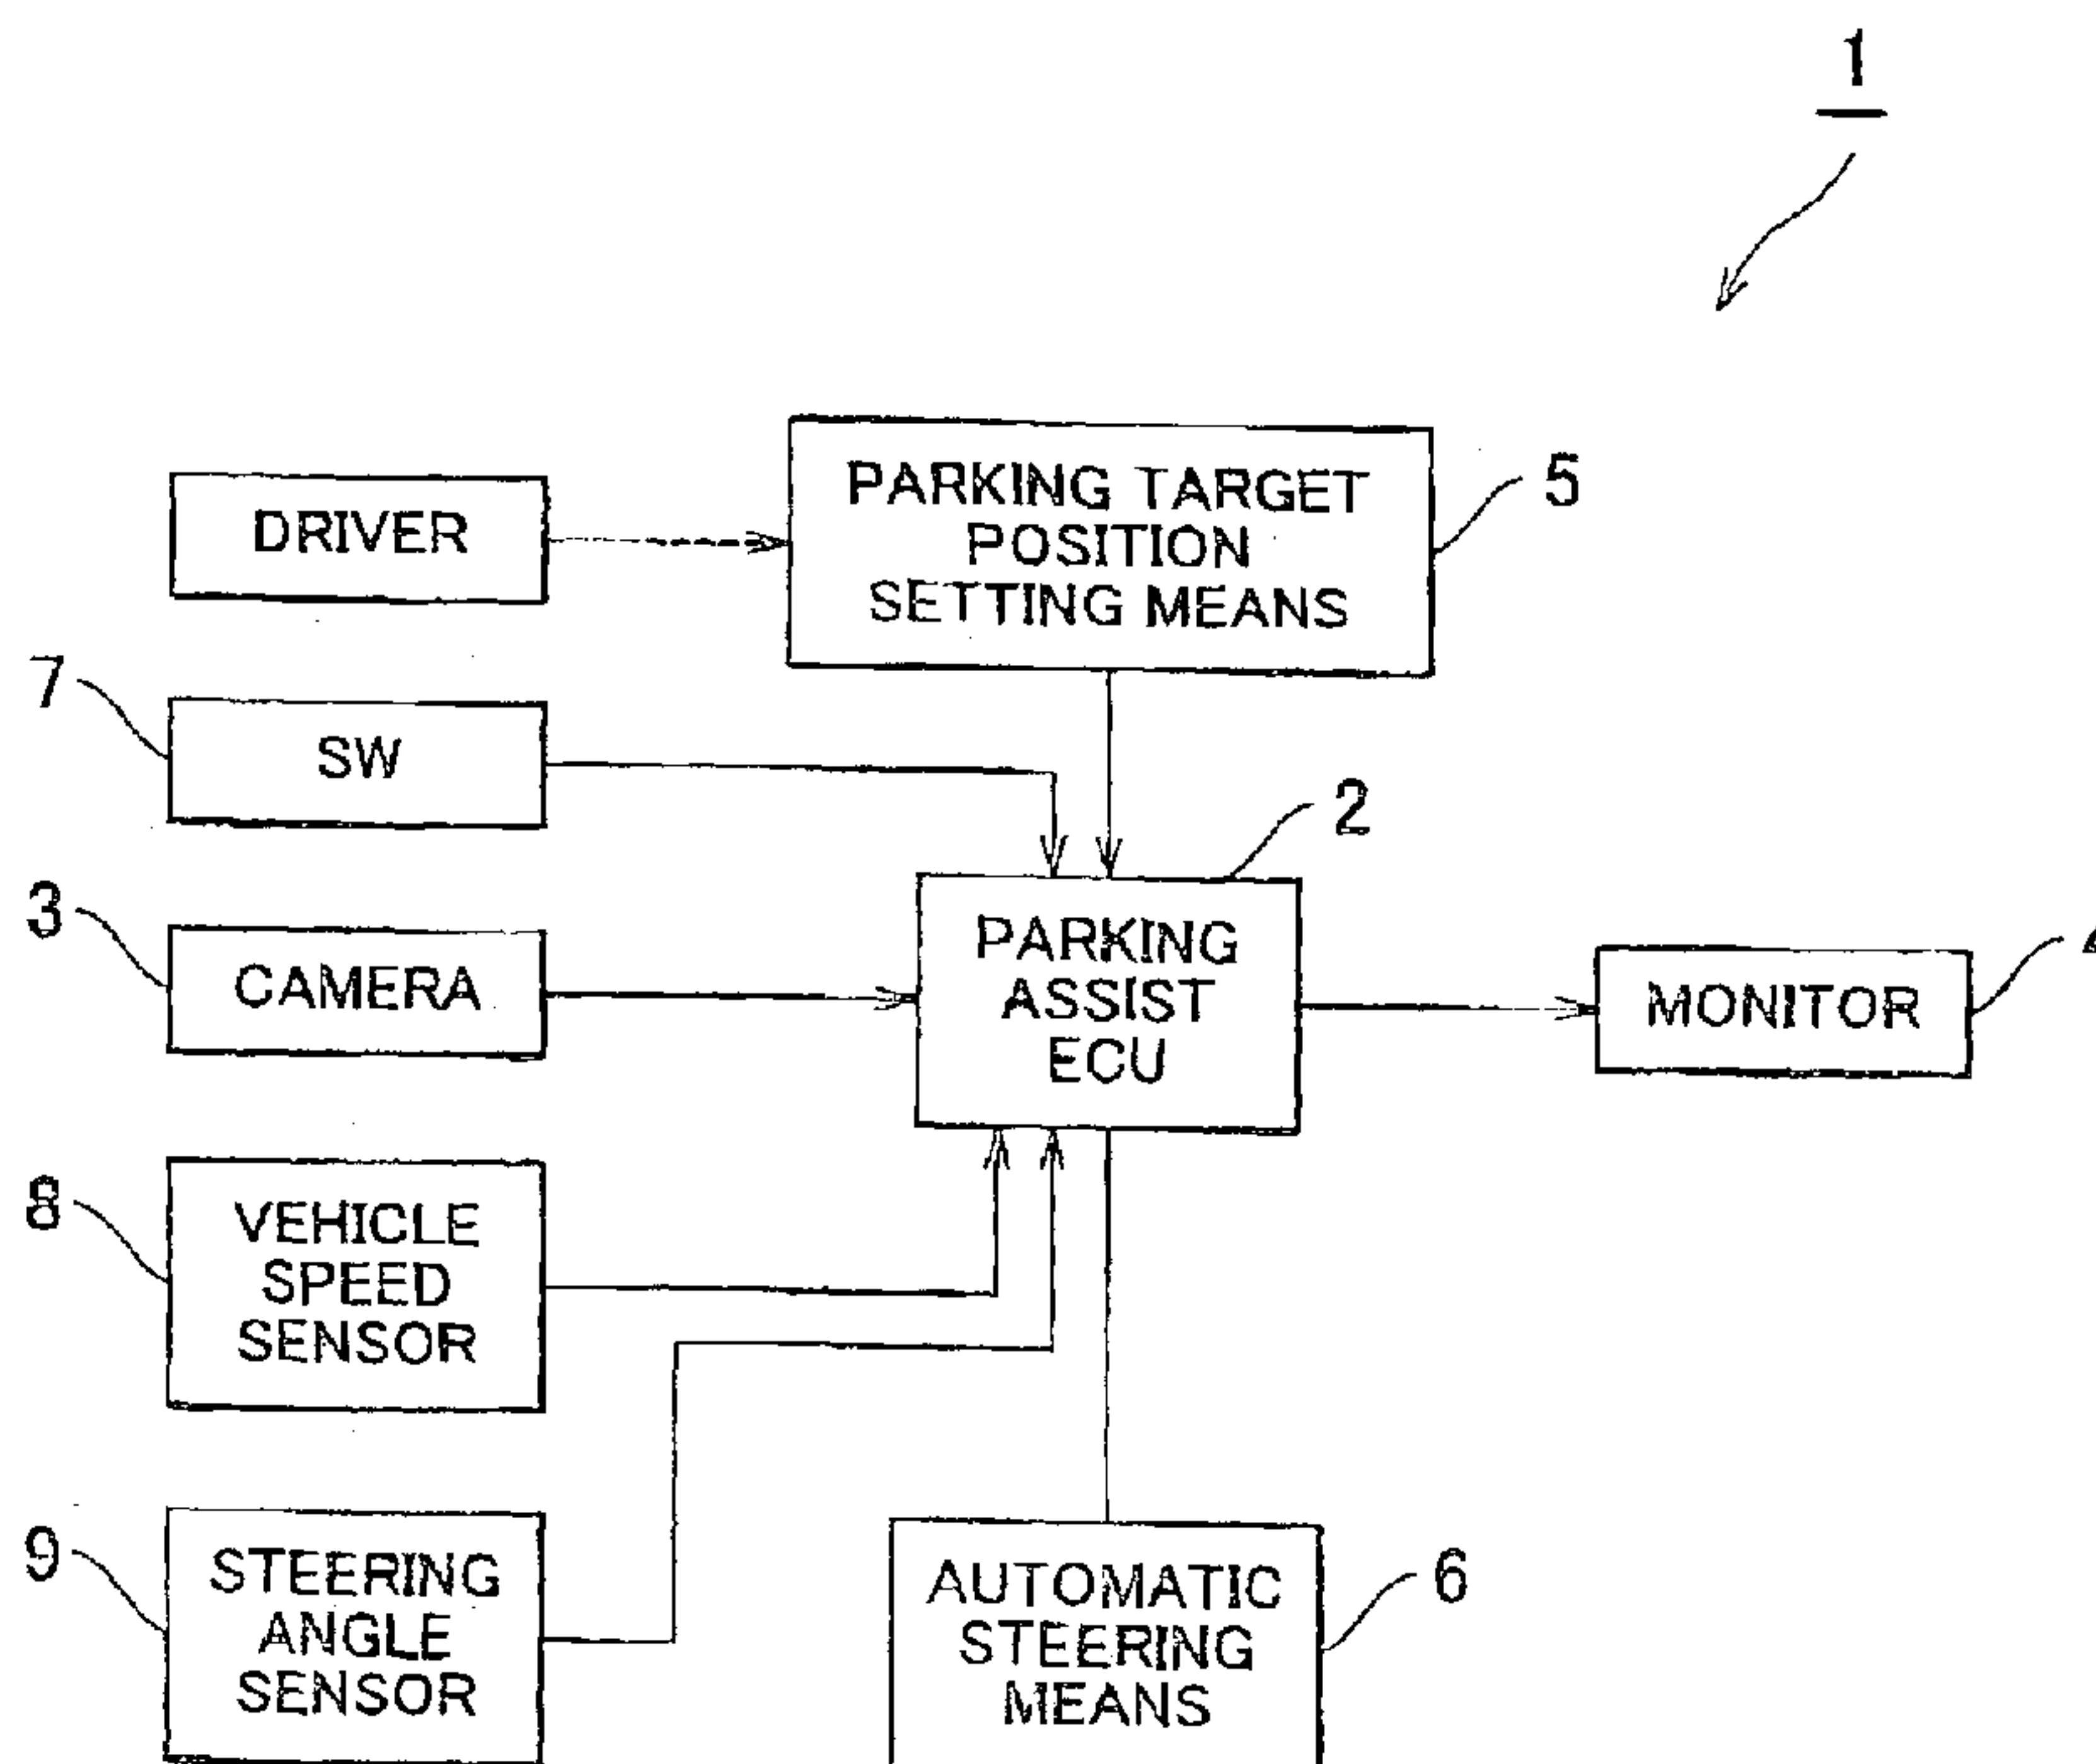 1
PARKING TARGET
POSITION
SETTING MEANS
5
DRIVER
7
SW
2
3
CAMERA
PARKING
ASSIST
ECU
MONITOR
8
VEHICLE
SPEED
SENSOR
9
STEERING
ANGLE
SENSOR
AUTOMATIC
STEERING
MEANS
6